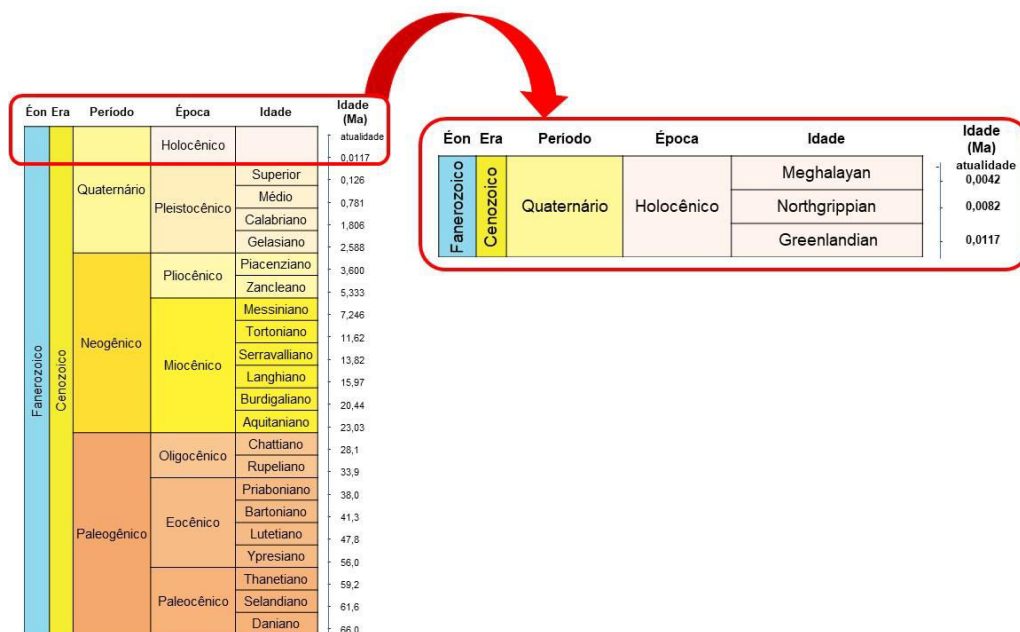 Éon Era Período Época Idade Idade (Ma)
atualidade
Holocênico
0,0117
Superior
0,126
Quaternário
Médio
0,781
Pleistocênico
Calabriano
1,806
Gelasiano
2,588
Piacenziano
3,600
Pliocênico
Zancleano
5,333
Messiniano
7,246
Tortoniano
11,62
Neogênico
Serravalliano
13,82
Miocênico
Langhiano
15,97
Burdigaliano
20,44
Aquitaniano
23,03
Fanerozoico
Cenozoico
Chattiano
28,1
Oligocênico
Rupeliano
33,9
Priaboniano
38,0
Bartoniano
41,3
Eocênico
Paleogênico
Lutetiano
47,8
Ypresiano
56,0
Thanetiano
59,2
Paleocênico
Selandiano
61,6
Daniano
66,0
Éon Era Período Época Idade Idade (Ma)
atualidade
Fanerozoico
Cenozoico
Quaternário
Holocênico
Meghalayan
0,0042
Northgrippian
0,0082
Greenlandian
0,0117